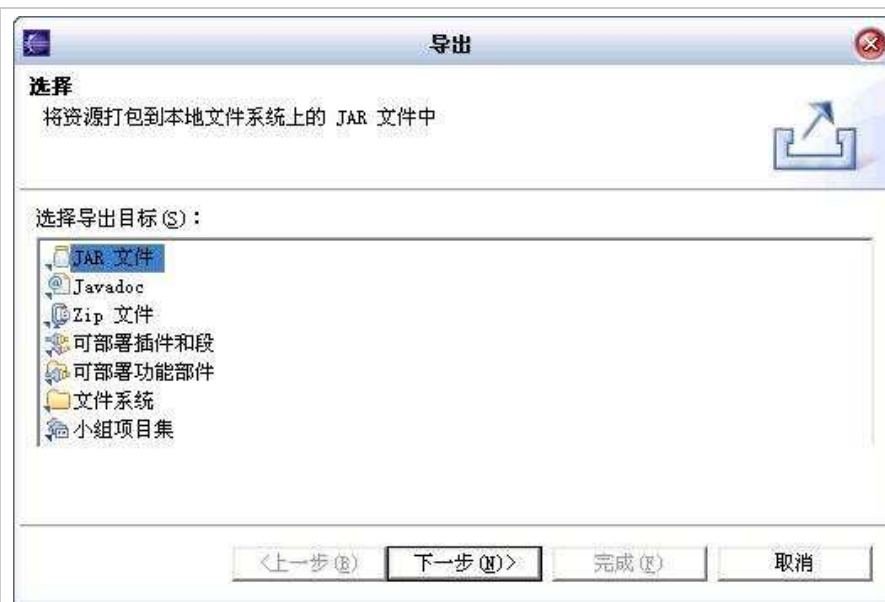 导出
选择
将资源打包到本地文件系统上的 JAR 文件中
选择导出目标(S)：
JAR 文件
Javadoc
Zip 文件
可部署插件和段
可部署功能部件
文件系统
小组项目集
<上一步(B) 下一步(N)> 完成(F) 取消